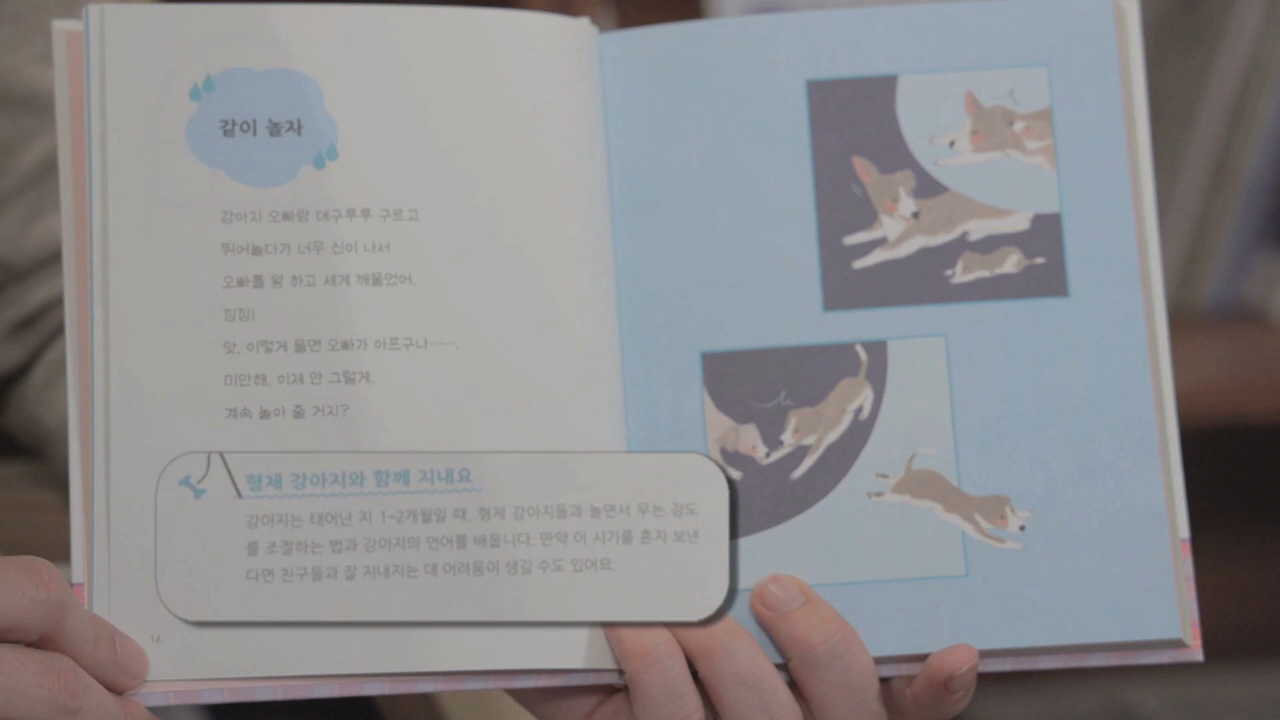 같이 놀자
강아지 오빠랑 데구루루 구르고
뛰어놀다가 너무 신이 나서
오빠를 왕 하고 세게 깨물었어.
낑낑!
앗, 이렇게 물면 오빠가 아프구나…….
미안해. 이제 안 그럴게.
계속 놀아 줄 거지?
형제 강아지와 함께 지내요
강아지는 태어난 지 1~2개월일 때, 형제 강아지들과 놀면서 무는 강도
를 조절하는 법과 강아지의 언어를 배웁니다. 만약 이 시기를 혼자 보낸
다면 친구들과 잘 지내지는 데 어려움이 생길 수도 있어요.
16